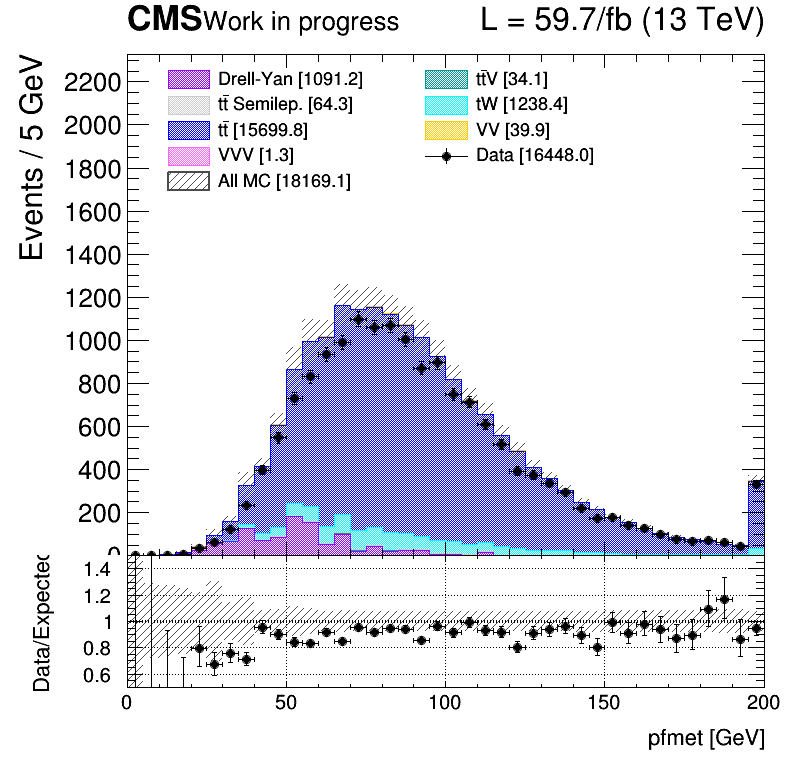 CMS Work in progress L = 59.7/fb (13 TeV)
Events / 5 GeV
2200
2000
1800
1600
1400
1200
1000
800
600
400
200
0
Drell-Yan [1091.2]
tt̄ Semilep. [64.3]
tt̄ [15699.8]
VVV [1.3]
All MC [18169.1]
tt̄V [34.1]
tW [1238.4]
VV [39.9]
Data [16448.0]
Data/Expected
1.4
1.2
1
0.8
0.6
0 50 100 150 200
pfmet [GeV]